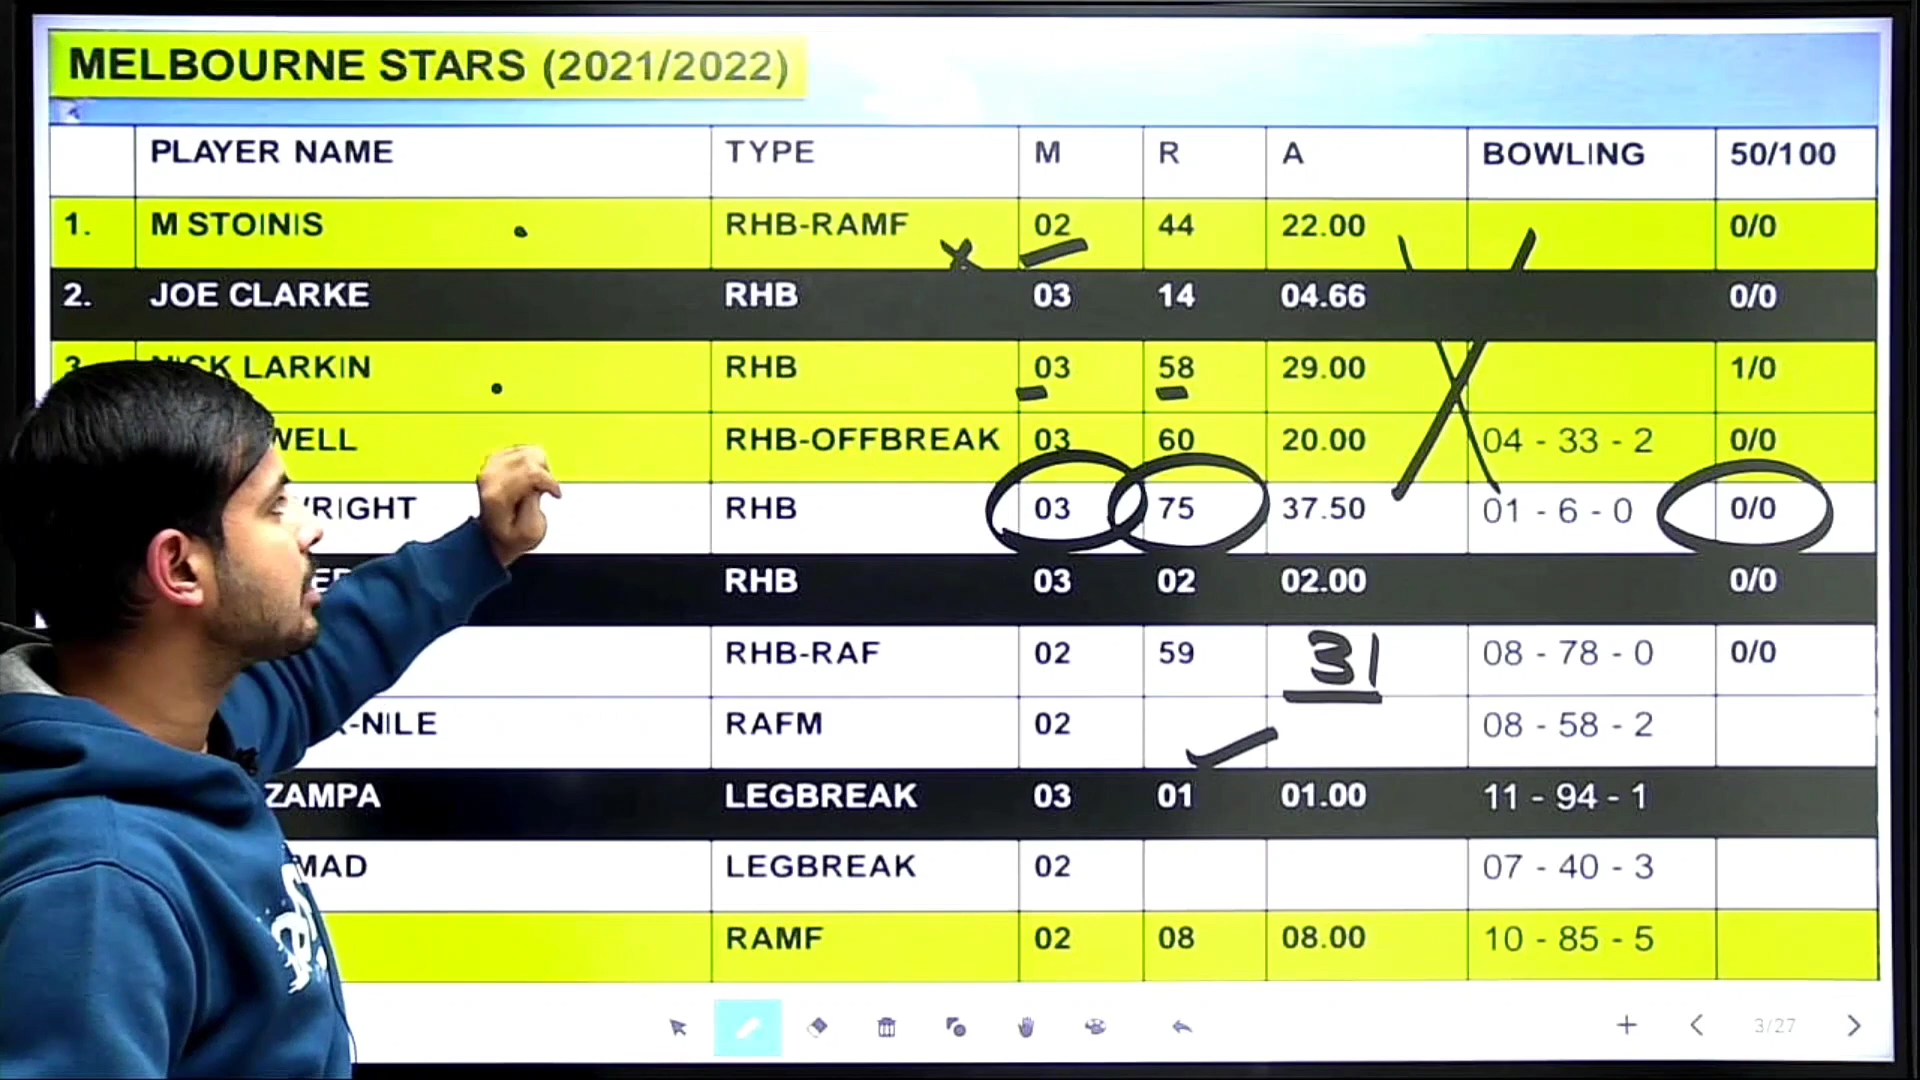 MELBOURNE STARS (2021/2022)
PLAYER NAME TYPE M R A BOWLING 50/100
1. M STOINIS RHB-RAMF 02 44 22.00 0/0
2. JOE CLARKE RHB 03 14 04.66 0/0
LARKIN RHB 03 58 29.00 1/0
WELL RHB-OFFBREAK 03 60 20.00 04 - 33 - 2 0/0
RIGHT RHB 03 75 37.50 01 - 6 - 0 0/0
RHB 03 02 02.00 0/0
RHB-RAF 02 59 31 08 - 78 - 0 0/0
-NILE RAFM 02 08 - 58 - 2
ZAMPA LEGBREAK 03 01 01.00 11 - 94 - 1
MAD LEGBREAK 02 07 - 40 - 3
RAMF 02 08 08.00 10 - 85 - 5
3/27